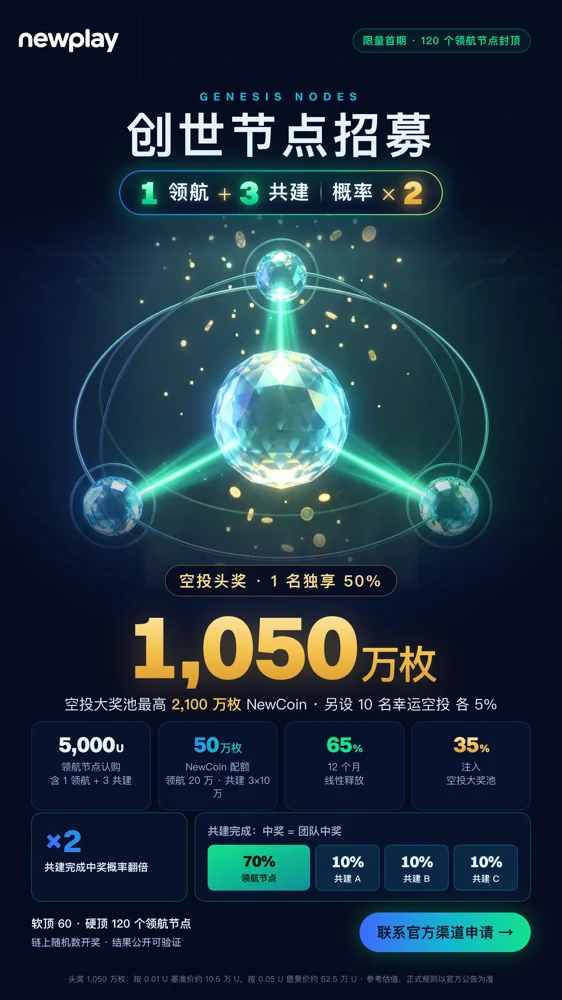 newplay
限量首期 · 120 个领航节点封顶
GENESIS NODES
创世节点招募
1 领航 + 3 共建 | 概率 × 2
空投头奖 · 1 名独享 50%
1,050万枚
空投大奖池最高 2,100 万枚 NewCoin · 另设 10 名幸运空投 各 5%
5,000U
领航节点认购
含 1 领航 + 3 共建
50万枚
NewCoin 配额
领航 20 万 · 共建 3×10
万
65%
12 个月
线性释放
35%
注入
空投大奖池
×2
共建完成中奖概率翻倍
共建完成：中奖 = 团队中奖
70%
领航节点
10%
共建 A
10%
共建 B
10%
共建 C
软顶 60 · 硬顶 120 个领航节点
链上随机数开奖 · 结果公开可验证
联系官方渠道申请 →
头奖 1,050 万枚：按 0.01 U 基准价约 10.5 万 U，按 0.05 U 愿景价约 52.5 万 U · 参考估值，正式规则以官方公告为准